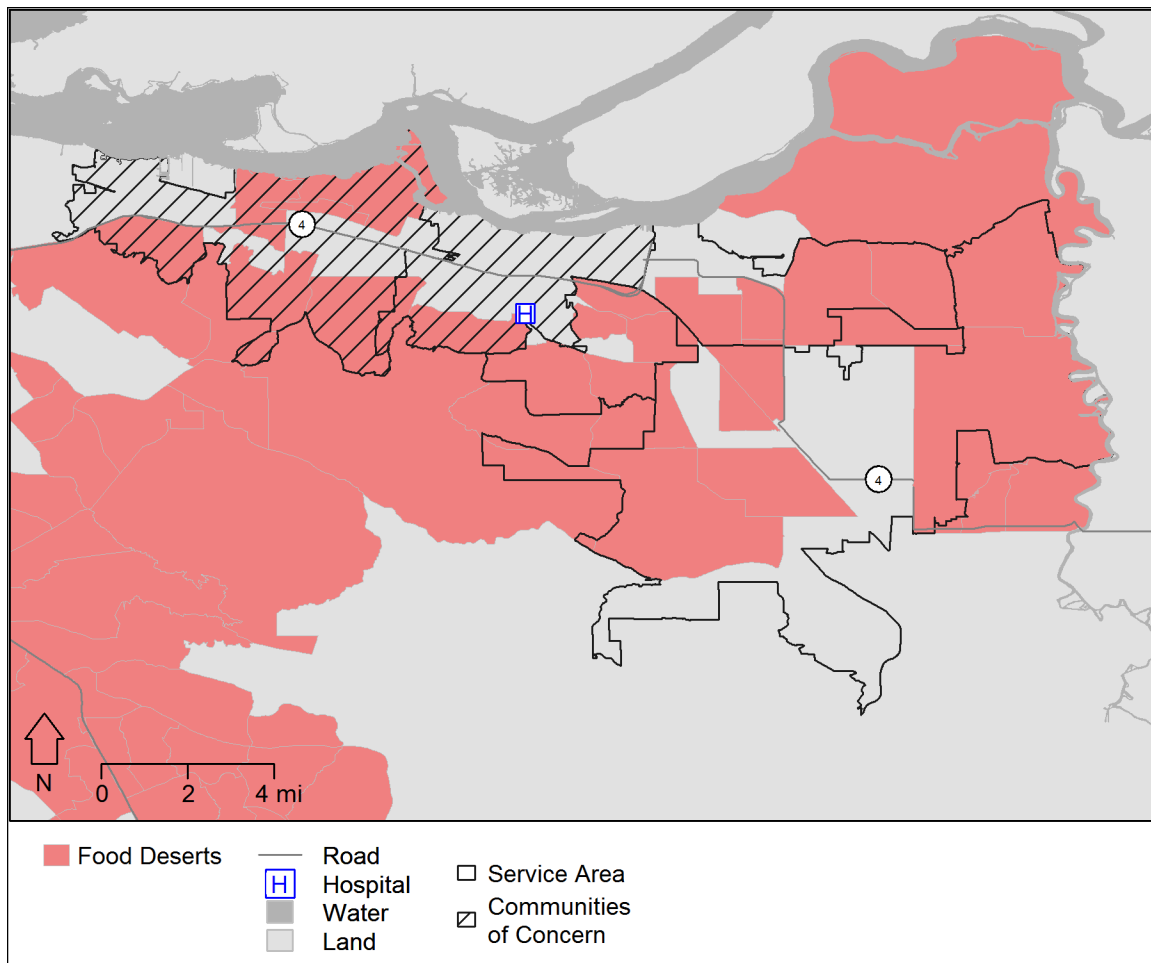 4
4
N
0 2 4 mi
Food Deserts
Road
H Hospital
Water
Land
Service Area
Communities
of Concern
H